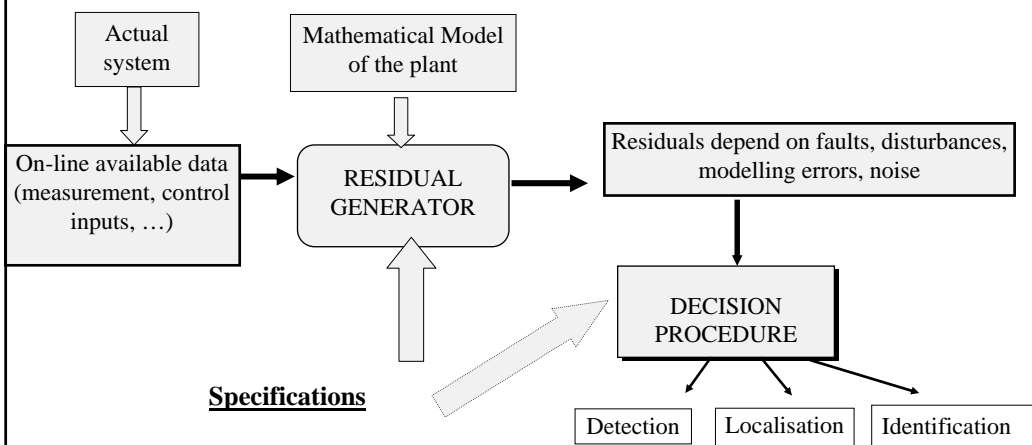 Actual
system
Mathematical Model
of the plant
On-line available data
(measurement, control
inputs, …)
RESIDUAL
GENERATOR
Residuals depend on faults, disturbances,
modelling errors, noise
DECISION
PROCEDURE
Specifications
Detection
Localisation
Identification